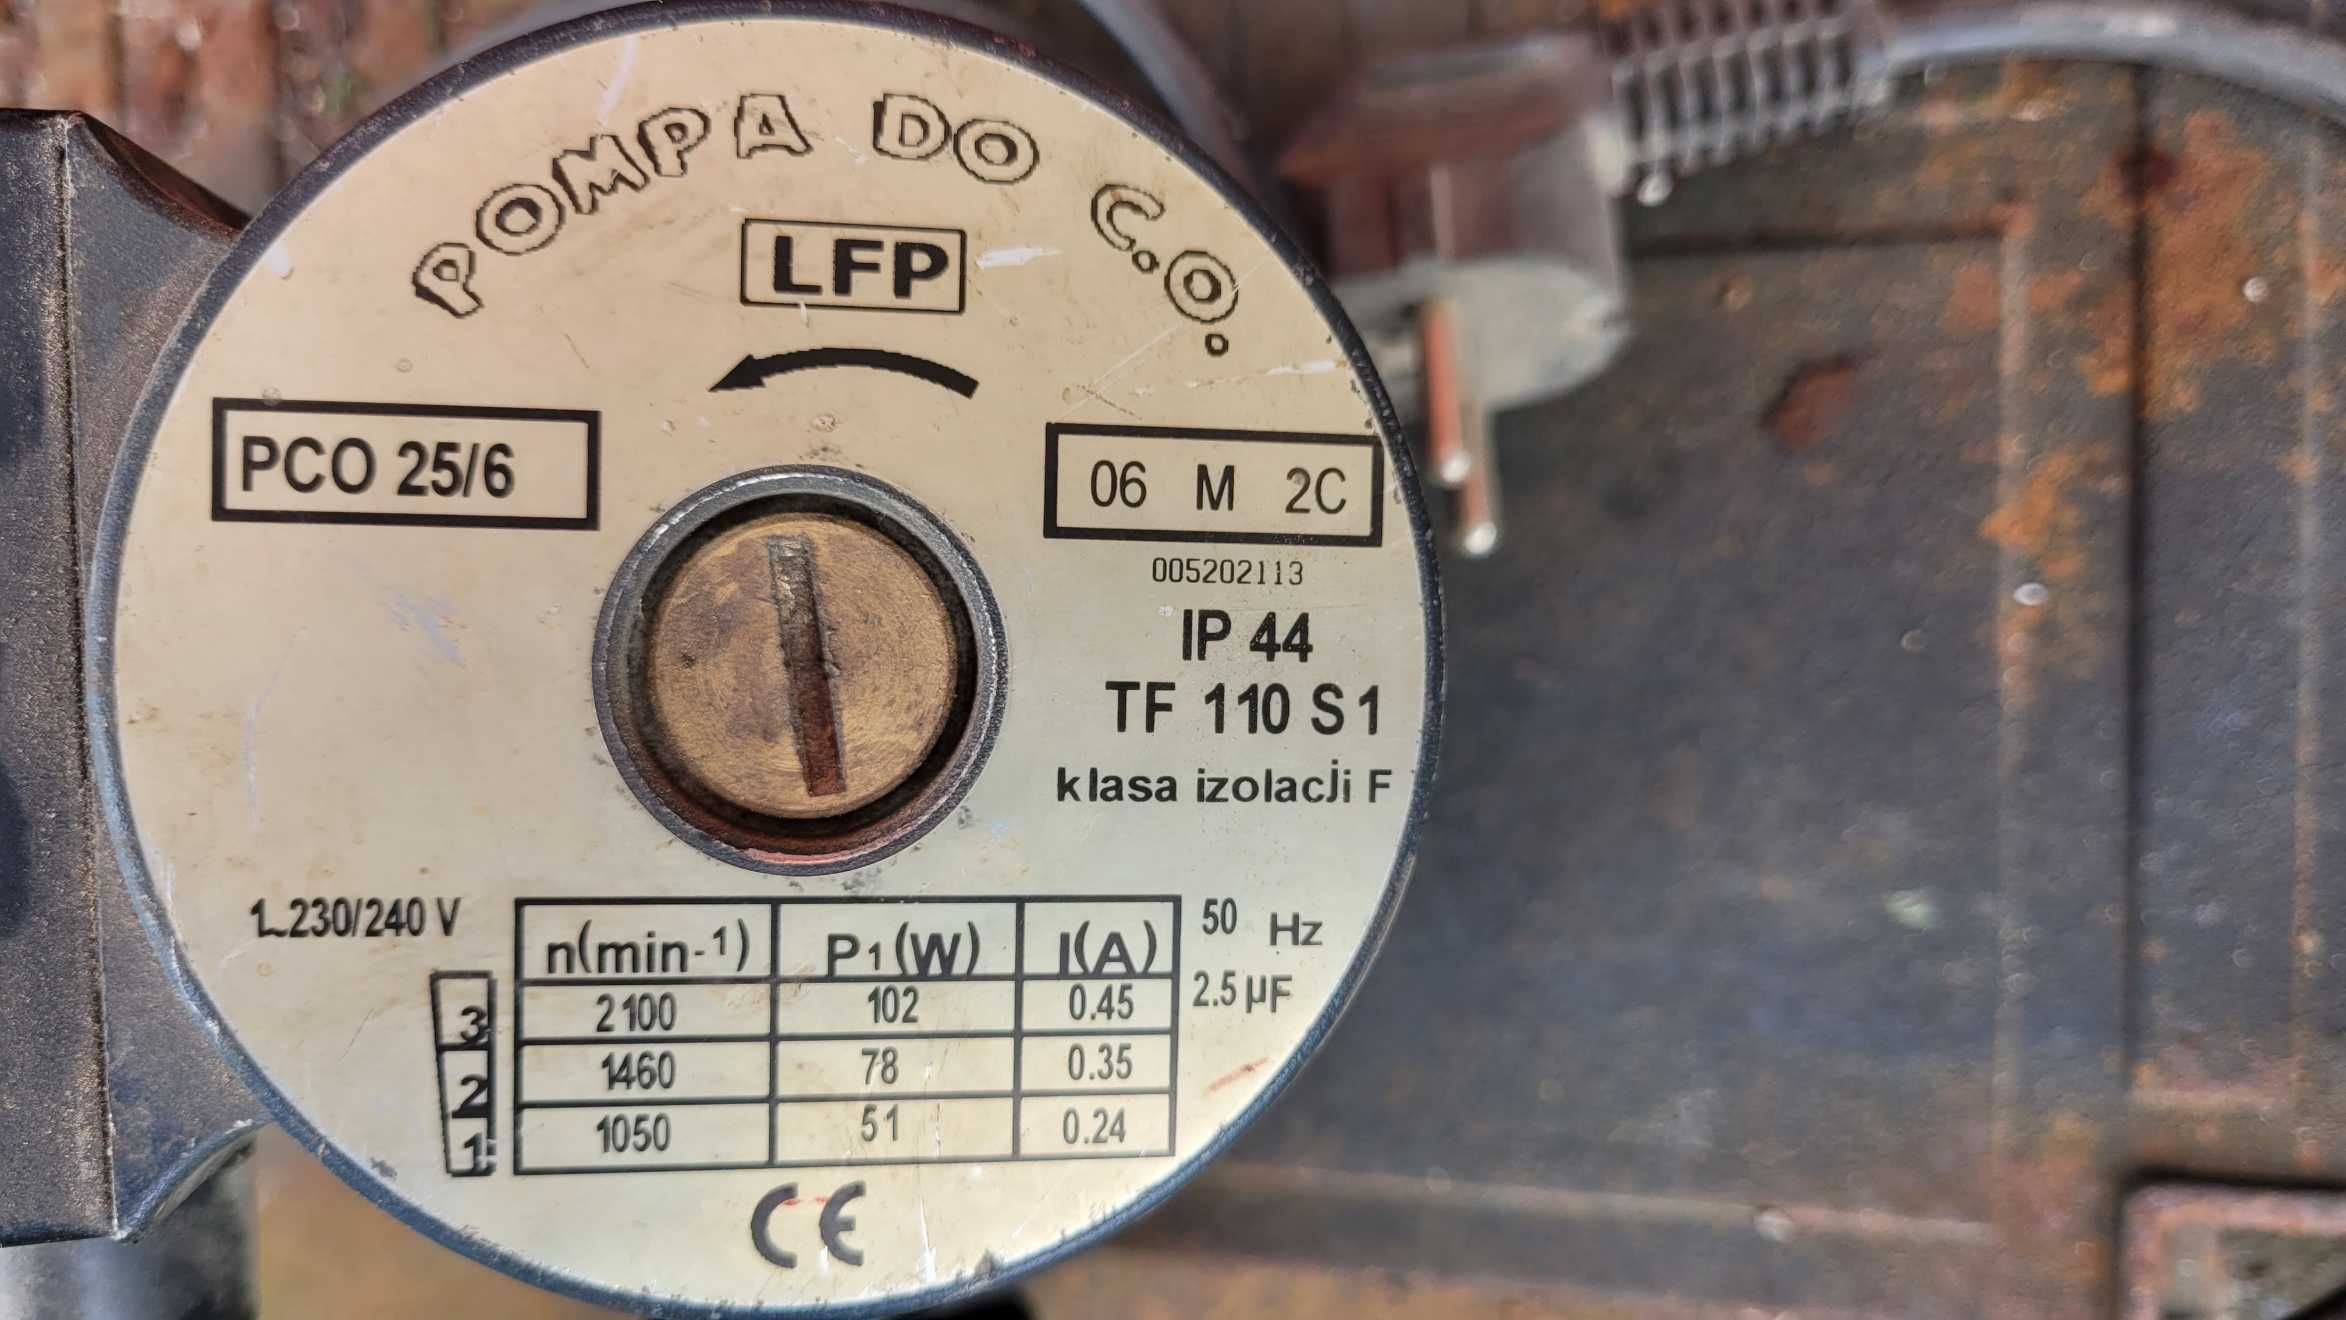 POMPA DO C.O.
LFP
PCO 25/6
06 M 2C
005202113
IP 44
TF 110 S1
klasa izolacji F
1~230/240 V
n(min-1) P1(W) I(A)
50 Hz
3 2100 102 0.45
2.5 µF
2 1460 78 0.35
1 1050 51 0.24
CE